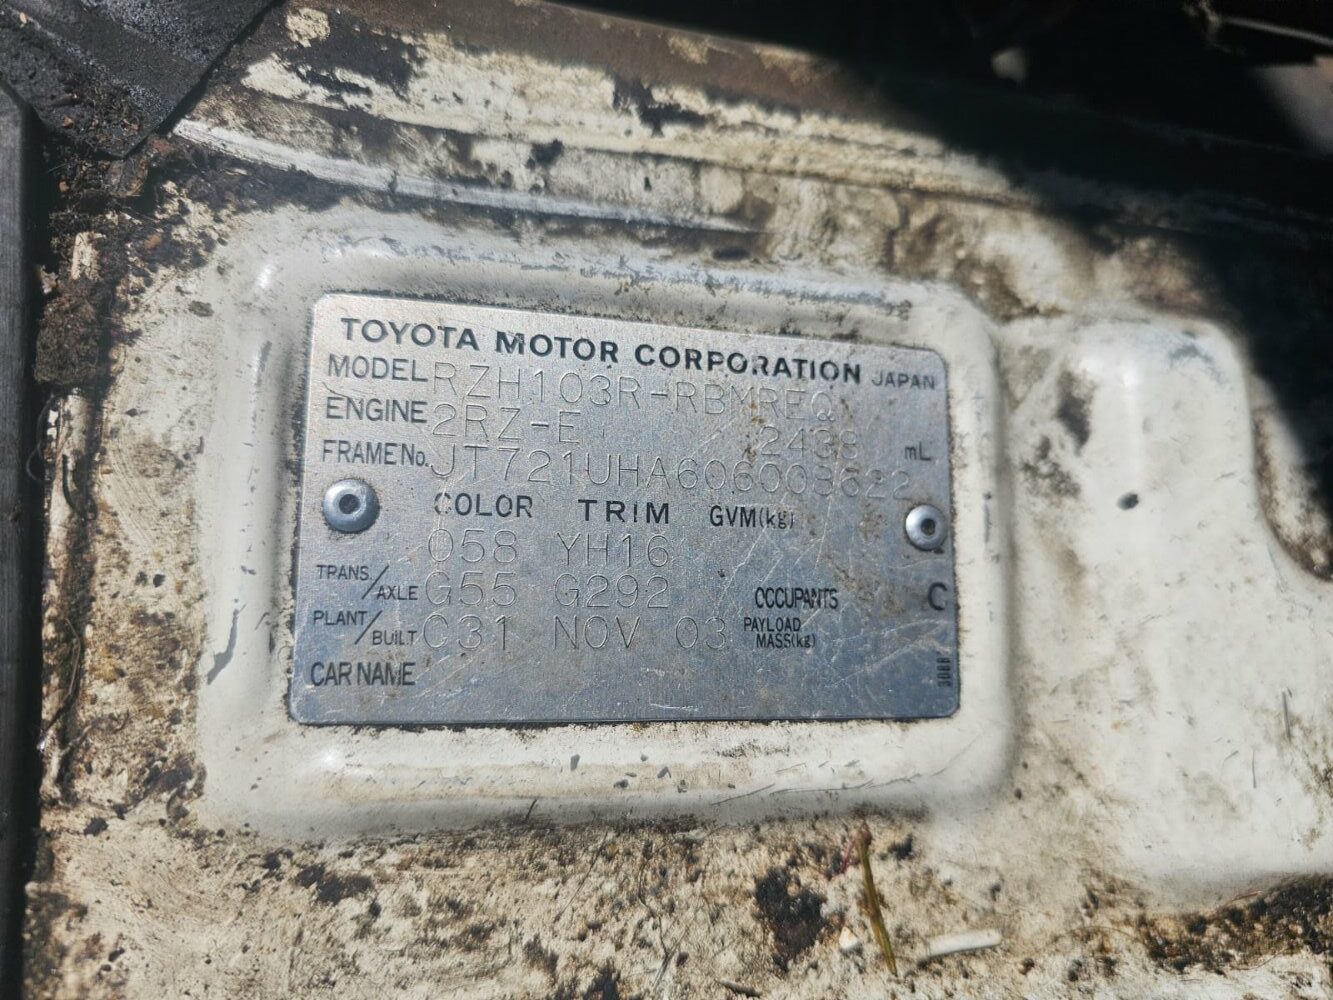 TOYOTA MOTOR CORPORATION JAPAN
MODEL RZH103R-RBMREQ
ENGINE 2RZ-E 2438 mL
FRAME No. JT721UHA606003622
COLOR TRIM GVM(kg)
058 YH16
TRANS/AXLE G55 G292 OCCUPANTS C
PLANT/BUILT C31 NOV 03 PAYLOAD MASS(kg)
CAR NAME